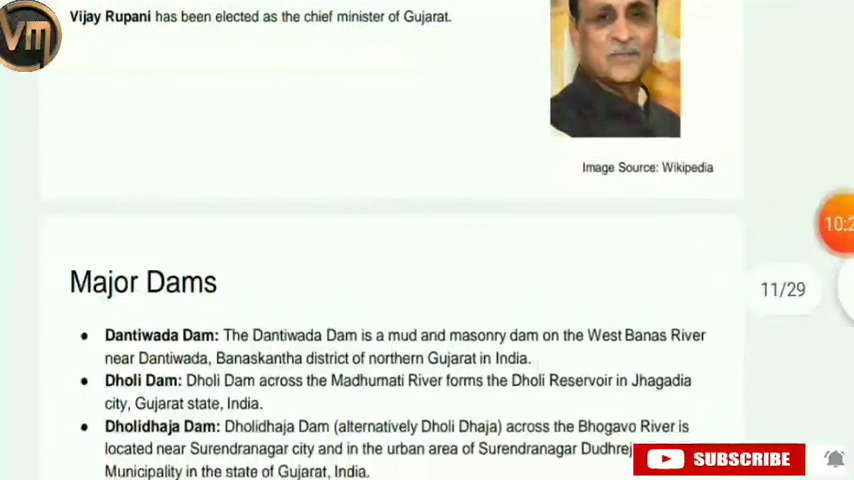 VM
Vijay Rupani has been elected as the chief minister of Gujarat.
Image Source: Wikipedia
10:2
Major Dams
11/29
● Dantiwada Dam: The Dantiwada Dam is a mud and masonry dam on the West Banas River
near Dantiwada, Banaskantha district of northern Gujarat in India.
● Dholi Dam: Dholi Dam across the Madhumati River forms the Dholi Reservoir in Jhagadia
city, Gujarat state, India.
● Dholidhaja Dam: Dholidhaja Dam (alternatively Dholi Dhaja) across the Bhogavo River is
located near Surendranagar city and in the urban area of Surendranagar Dudhrej
Municipality in the state of Gujarat, India.
SUBSCRIBE